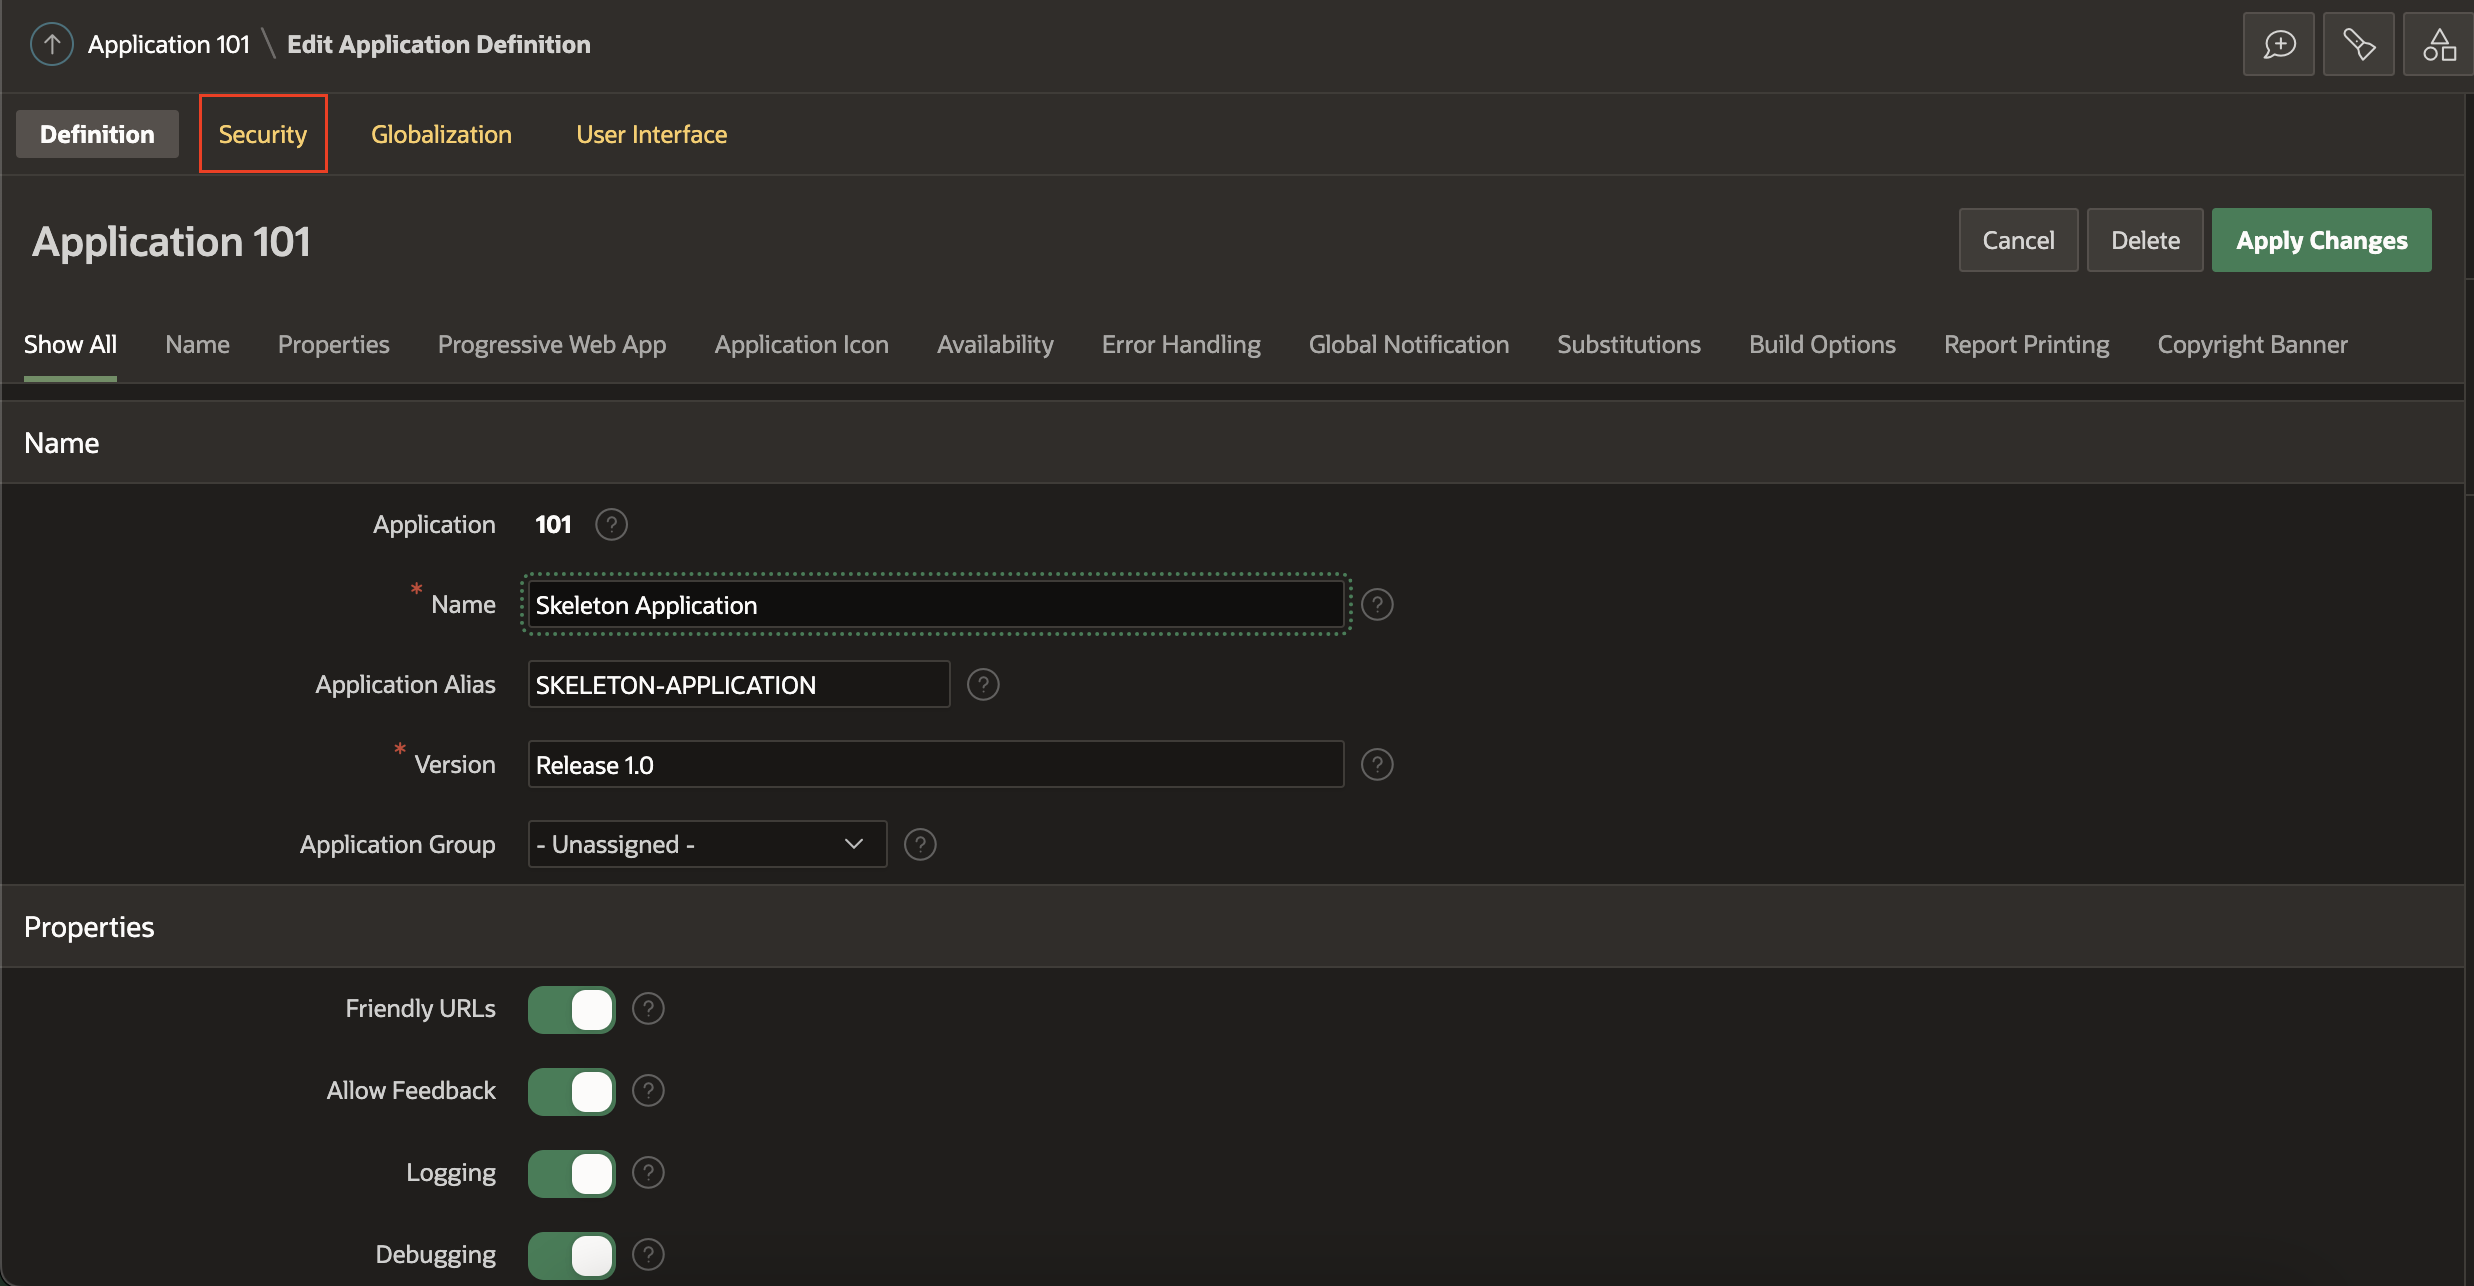 Application 101 \ Edit Application Definition
Definition Security Globalization User Interface
Application 101
Cancel Delete Apply Changes
Show All Name Properties Progressive Web App Application Icon Availability Error Handling Global Notification Substitutions Build Options Report Printing Copyright Banner
Name
Application 101 ?
* Name Skeleton Application ?
Application Alias SKELETON-APPLICATION ?
* Version Release 1.0 ?
Application Group - Unassigned - ?
Properties
Friendly URLs ?
Allow Feedback ?
Logging ?
Debugging ?